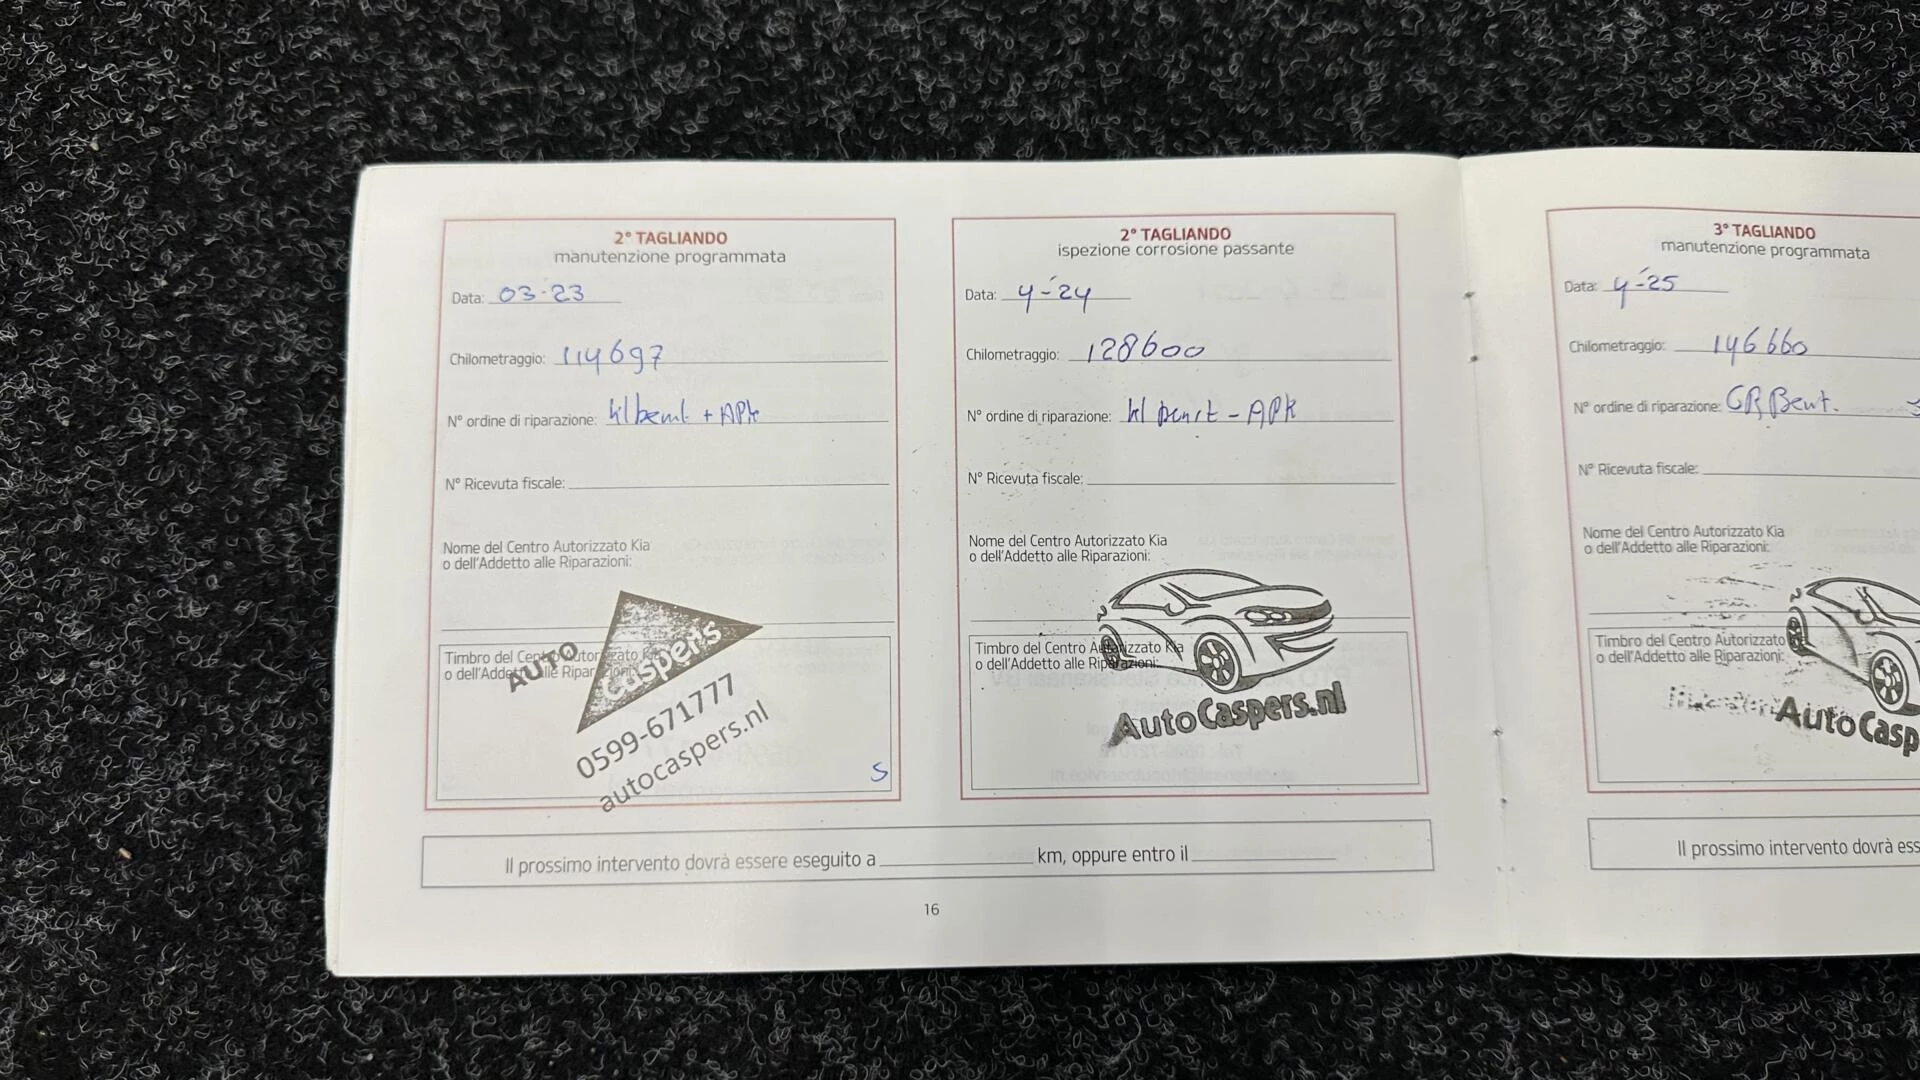 2° TAGLIANDO
manutenzione programmata
Data: 03-23
Chilometraggio: 114697
N° ordine di riparazione: kl beurt + APK
N° Ricevuta fiscale:
Nome del Centro Autorizzato Kia
o dell'Addetto alle Riparazioni:
Timbro del Centro Autorizzato Kia
o dell'Addetto alle Riparazioni:
AUTO Caspers
0599-671777
autocaspers.nl
S
2° TAGLIANDO
ispezione corrosione passante
Data: 4-'24
Chilometraggio: 128600
N° ordine di riparazione: kl beurt - APK
N° Ricevuta fiscale:
Nome del Centro Autorizzato Kia
o dell'Addetto alle Riparazioni:
Timbro del Centro Autorizzato Kia
o dell'Addetto alle Riparazioni:
AutoCaspers.nl
Il prossimo intervento dovrà essere eseguito a km, oppure entro il
16
3° TAGLIANDO
manutenzione programmata
Data: 4-'25
Chilometraggio: 146660
N° ordine di riparazione: GR Beurt.
N° Ricevuta fiscale:
Nome del Centro Autorizzato Kia
o dell'Addetto alle Riparazioni:
Timbro del Centro Autorizzato
o dell'Addetto alle Riparazioni:
AutoCasp
Il prossimo intervento dovrà ess